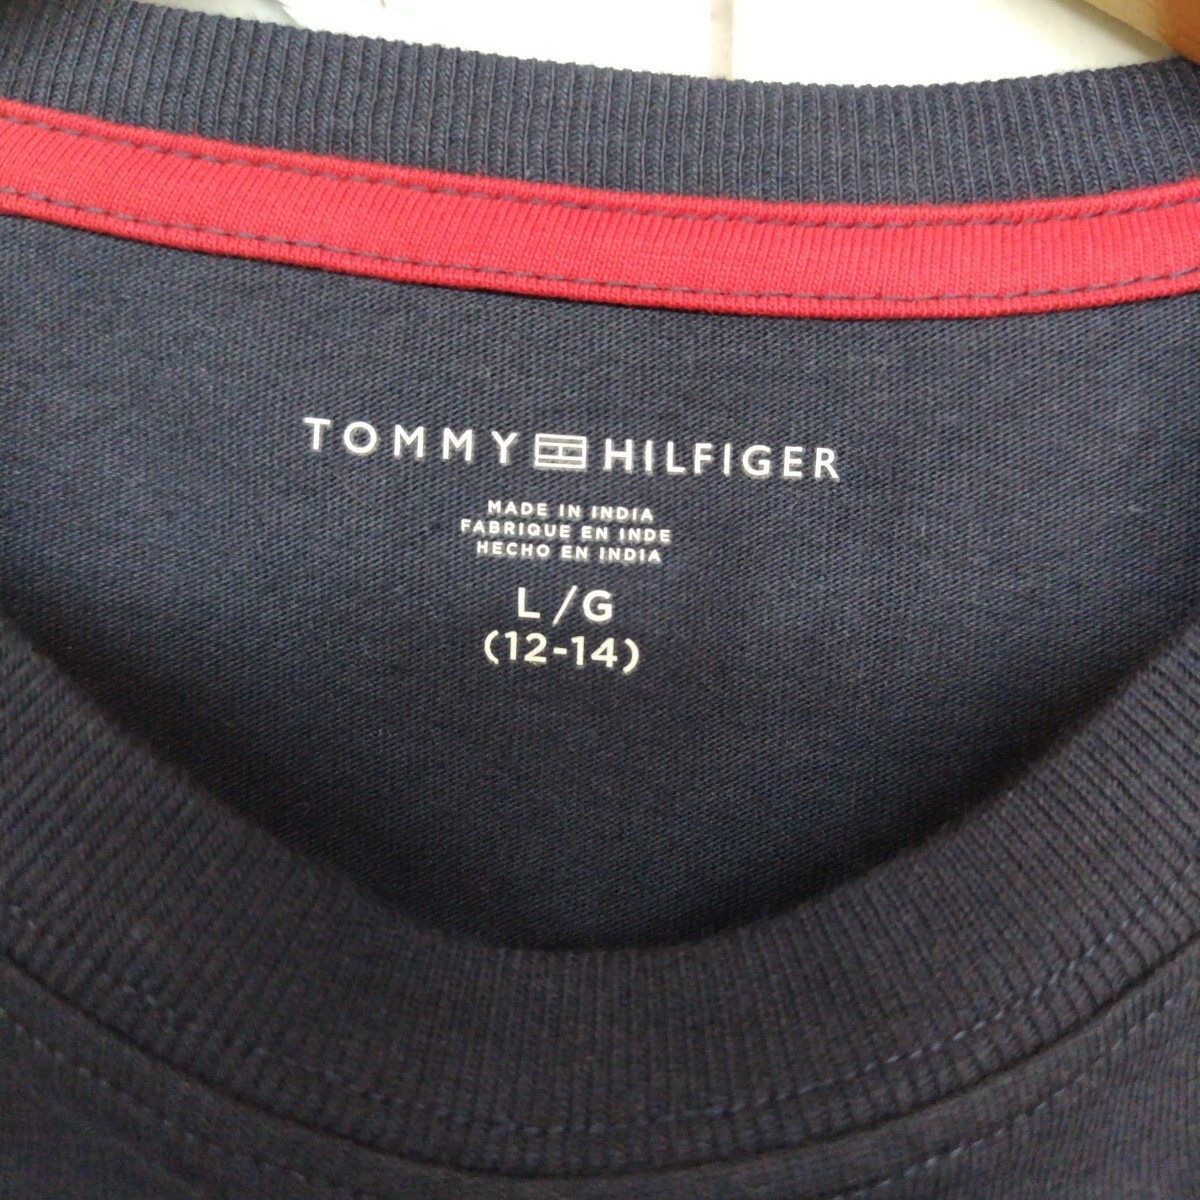 TOMMY HILFIGER
MADE IN INDIA
FABRIQUE EN INDE
HECHO EN INDIA
L/G
(12-14)